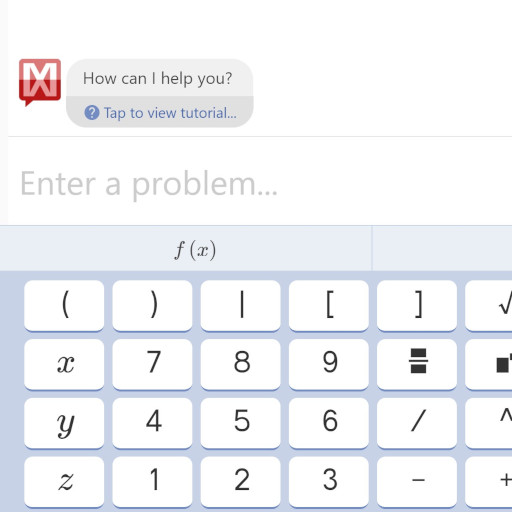 M
How can I help you?
? Tap to view tutorial...
Enter a problem...
f (x)
( ) | [ ] √
x 7 8 9
y 4 5 6 / ^
z 1 2 3 − +